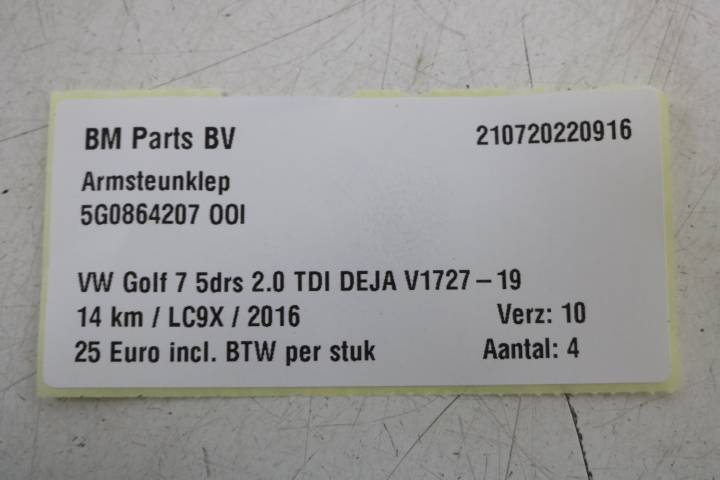 BM Parts BV 210720220916
Armsteunklep
5G0864207 OOI
VW Golf 7 5drs 2.0 TDI DEJA V1727-19
14 km / LC9X / 2016 Verz: 10
25 Euro incl. BTW per stuk Aantal: 4